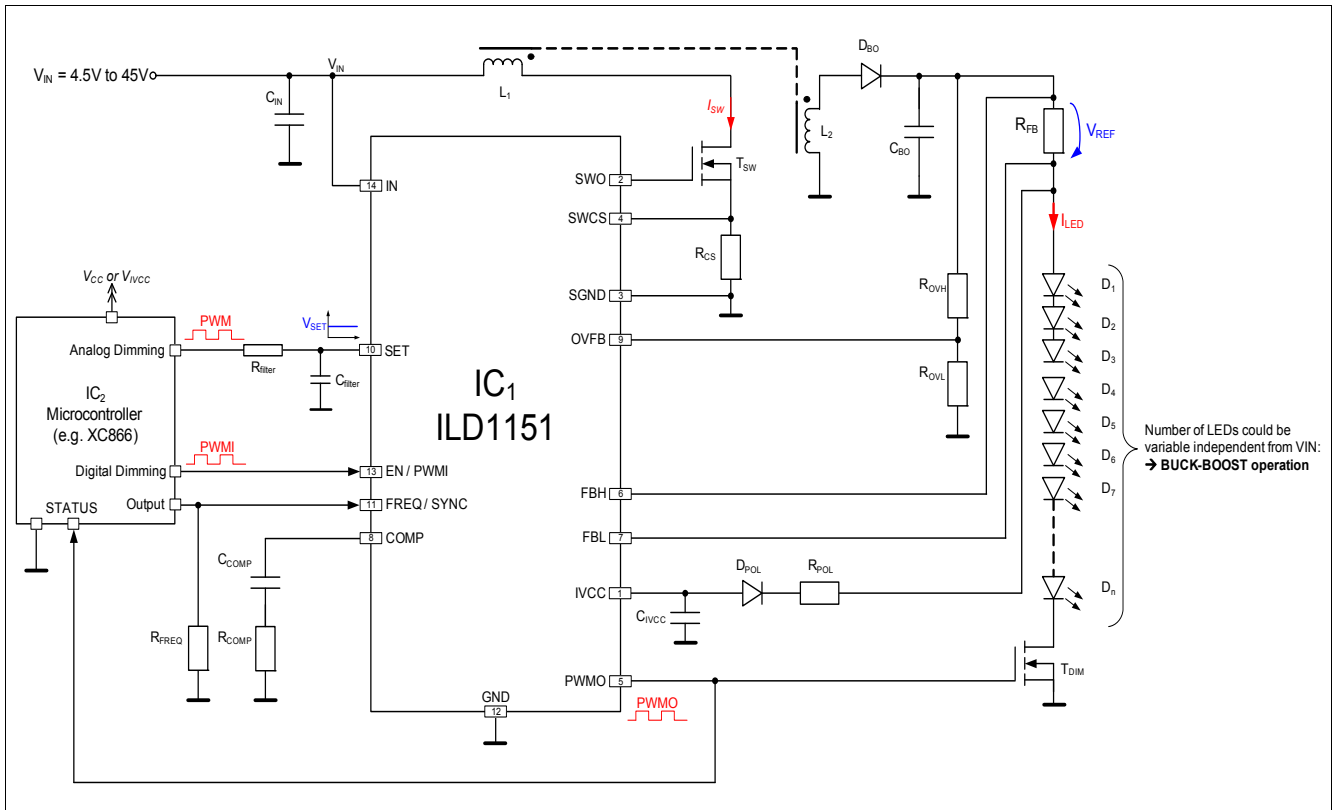 V_IN = 4.5V to 45V
C_IN
V_IN
L_1
I_SW
T_SW
R_CS
L_2
D_BO
C_BO
R_FB
V_REF
I_LED
IC_1
ILD1151
14 IN
10 SET
13 EN / PWMI
11 FREQ / SYNC
8 COMP
GND
12
SWO 2
SWCS 4
SGND 3
OVFB 9
FBH 6
FBL 7
IVCC 1
PWMO 5
PWMO
V_CC or V_IVCC
PWM
V_SET
Analog Dimming
R_filter
C_filter
IC_2
Microcontroller
(e.g. XC866)
PWMI
Digital Dimming
Output
STATUS
C_COMP
R_FREQ
R_COMP
R_OVH
R_OVL
D_POL
R_POL
C_IVCC
D_1
D_2
D_3
D_4
D_5
D_6
D_7
D_n
T_DIM
Number of LEDs could be
variable independent from VIN:
➔ BUCK-BOOST operation